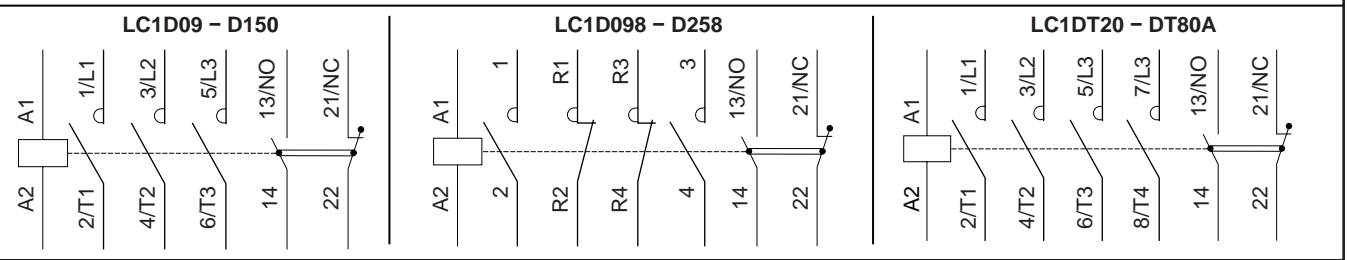 LC1D09 − D150
A1
1/L1
3/L2
5/L3
13/NO
21/NC
A2
2/T1
4/T2
6/T3
14
22
LC1D098 − D258
A1
1
R1
R3
3
13/NO
21/NC
A2
2
R2
R4
4
14
22
LC1DT20 − DT80A
A1
1/L1
3/L2
5/L3
7/L3
13/NO
21/NC
A2
2/T1
4/T2
6/T3
8/T4
14
22